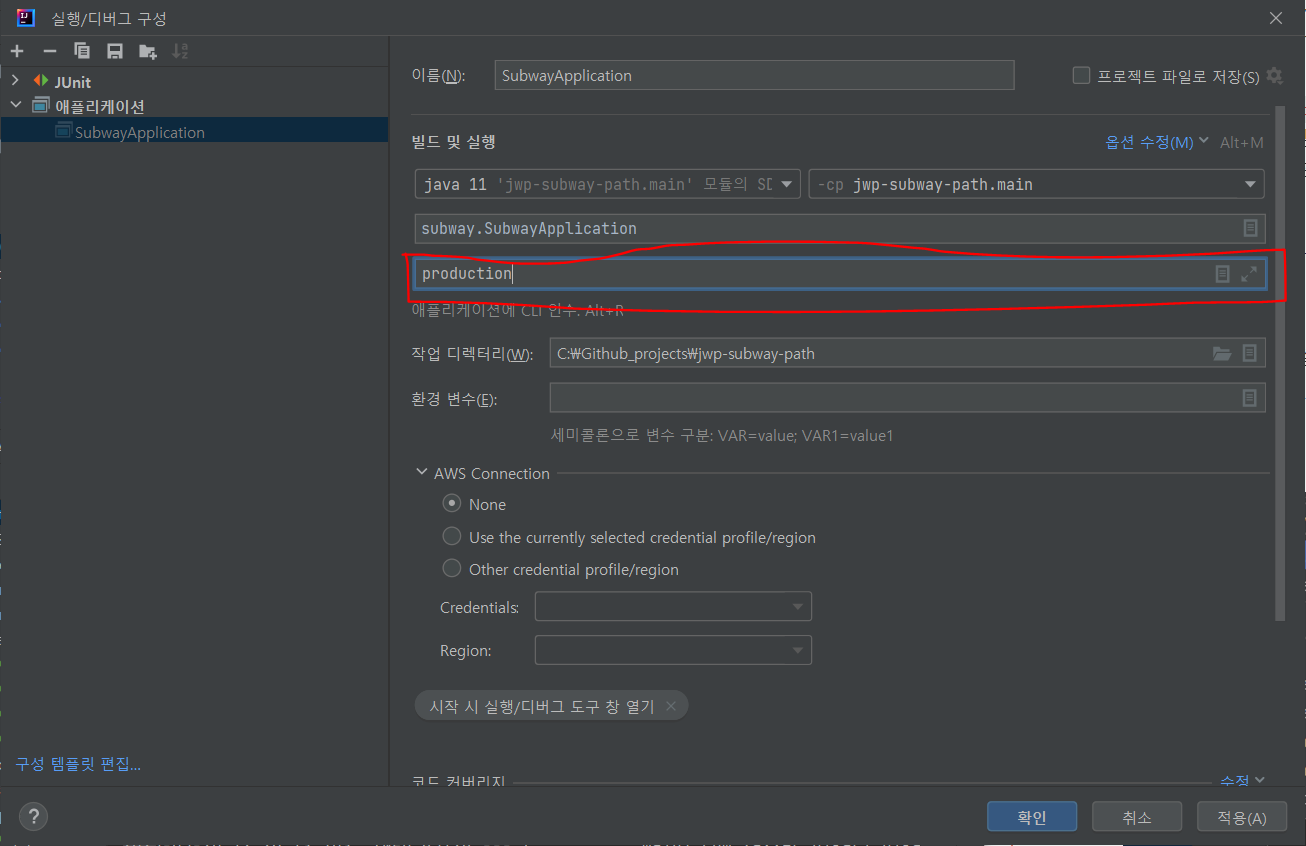 실행/디버그 구성
JUnit
애플리케이션
SubwayApplication
구성 템플릿 편집...
이름(N): SubwayApplication 프로젝트 파일로 저장(S)
빌드 및 실행 옵션 수정(M) Alt+M
java 11 'jwp-subway-path.main' 모듈의 SD -cp jwp-subway-path.main
subway.SubwayApplication
production
애플리케이션에 CLI 인수. Alt+R
작업 디렉터리(W): C:₩Github_projects₩jwp-subway-path
환경 변수(E):
세미콜론으로 변수 구분: VAR=value; VAR1=value1
AWS Connection
None
Use the currently selected credential profile/region
Other credential profile/region
Credentials:
Region:
시작 시 실행/디버그 도구 창 열기
코드 커버리지 수정
? 확인 취소 적용(A)